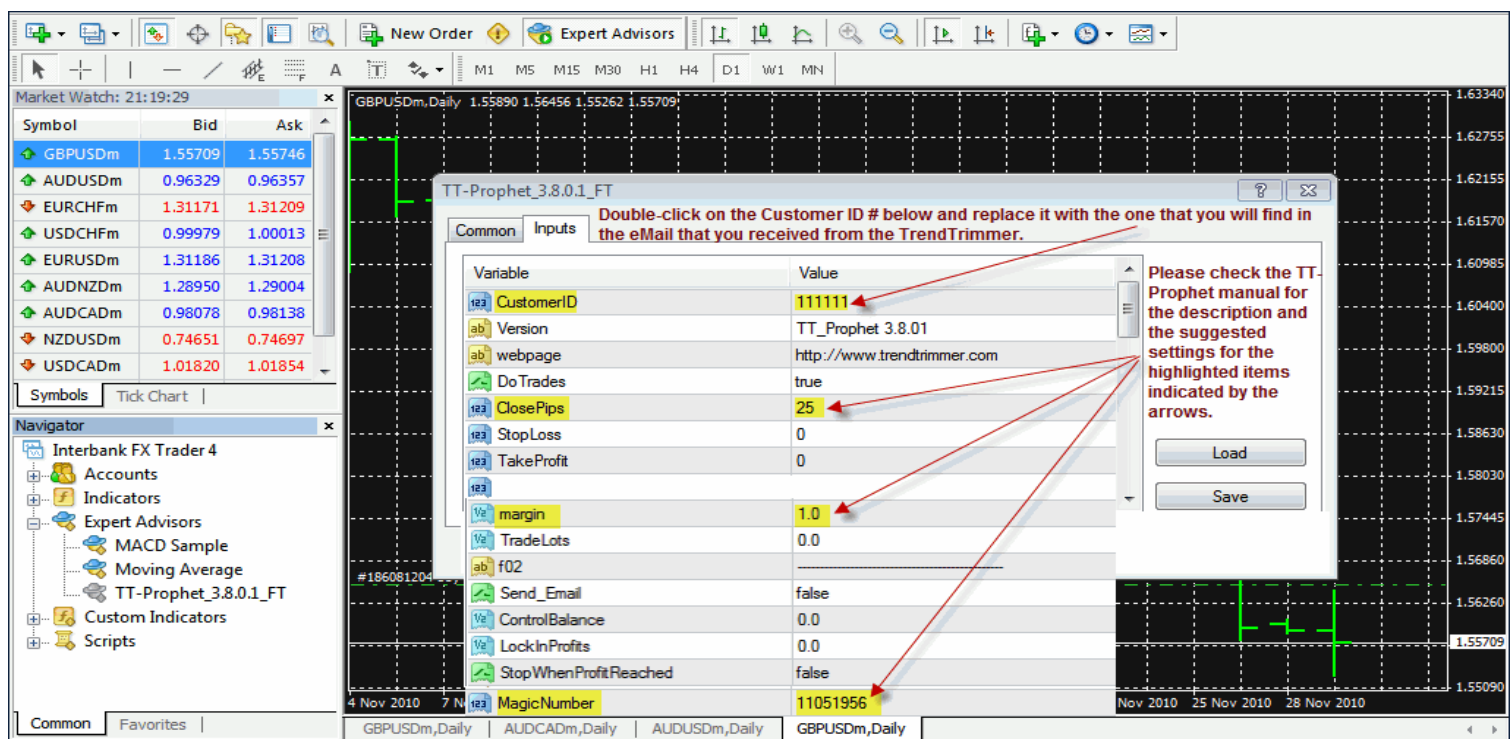 New Order Expert Advisors
A T M1 M5 M15 M30 H1 H4 D1 W1 MN
Market Watch: 21:19:29
Symbol Bid Ask
GBPUSDm 1.55709 1.55746
AUDUSDm 0.96329 0.96357
EURCHFm 1.31171 1.31209
USDCHFm 0.99979 1.00013
EURUSDm 1.31186 1.31208
AUDNZDm 1.28950 1.29004
AUDCADm 0.98078 0.98138
NZDUSDm 0.74651 0.74697
USDCADm 1.01820 1.01854
Symbols Tick Chart
Navigator
Interbank FX Trader 4
Accounts
Indicators
Expert Advisors
MACD Sample
Moving Average
TT-Prophet_3.8.0.1_FT
Custom Indicators
Scripts
Common Favorites
GBPUSDm,Daily 1.55890 1.56456 1.55262 1.55709
TT-Prophet_3.8.0.1_FT
Common Inputs
Double-click on the Customer ID # below and replace it with the one that you will find in
the eMail that you received from the TrendTrimmer.
Variable Value
CustomerID 111111
Version TT_Prophet 3.8.01
webpage http://www.trendtrimmer.com
DoTrades true
ClosePips 25
StopLoss 0
TakeProfit 0
margin 1.0
TradeLots 0.0
f02 ----------------------------------------
Send_Email false
ControlBalance 0.0
LockInProfits 0.0
StopWhenProfitReached false
MagicNumber 11051956
Please check the TT-
Prophet manual for
the description and
the suggested
settings for the
highlighted items
indicated by the
arrows.
Load
Save
#186081204
1.63340
1.62755
1.62155
1.61570
1.60985
1.60400
1.59800
1.59215
1.58630
1.58030
1.57445
1.56860
1.56260
1.55709
1.55090
4 Nov 2010 7 N Nov 2010 25 Nov 2010 28 Nov 2010
GBPUSDm,Daily AUDCADm,Daily AUDUSDm,Daily GBPUSDm,Daily